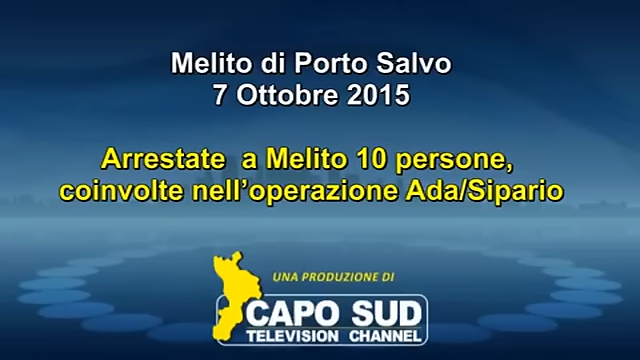 Melito di Porto Salvo
7 Ottobre 2015
Arrestate a Melito 10 persone,
coinvolte nell'operazione Ada/Sipario
UNA PRODUZIONE DI
CAPO SUD
TELEVISION CHANNEL